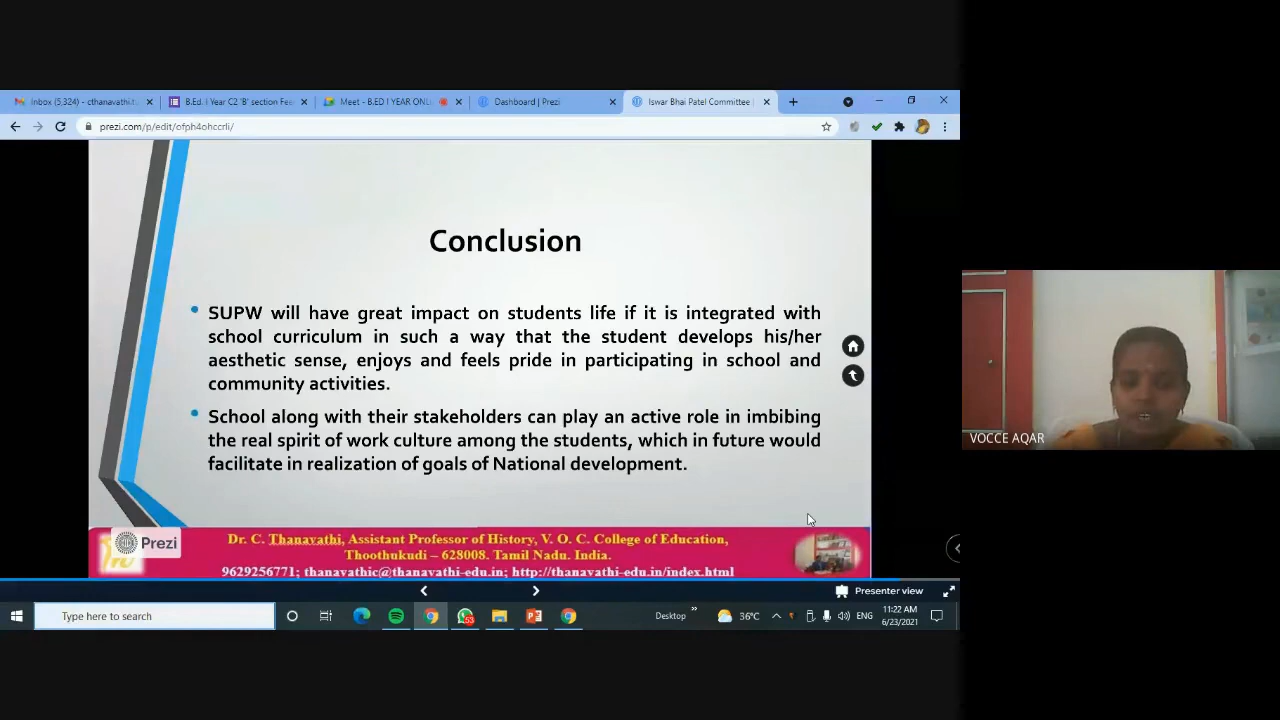 Inbox (5,324) - cthanavathi.t
B.Ed. I Year C2 'B' section Fee
Meet - B.ED I YEAR ONL
Dashboard | Prezi
Iswar Bhai Patel Committee |
prezi.com/p/edit/ofph4ohccrli/
Conclusion
• SUPW will have great impact on students life if it is integrated with
school curriculum in such a way that the student develops his/her
aesthetic sense, enjoys and feels pride in participating in school and
community activities.
• School along with their stakeholders can play an active role in imbibing
the real spirit of work culture among the students, which in future would
facilitate in realization of goals of National development.
VOCCE AQAR
Prezi
Dr. C. Thanavathi, Assistant Professor of History, V. O. C. College of Education,
Thoothukudi – 628008. Tamil Nadu. India.
9629256771; thanavathic@thanavathi-edu.in; http://thanavathi-edu.in/index.html
Presenter view
Type here to search
53
Desktop
36°C
ENG
11:22 AM
6/23/2021